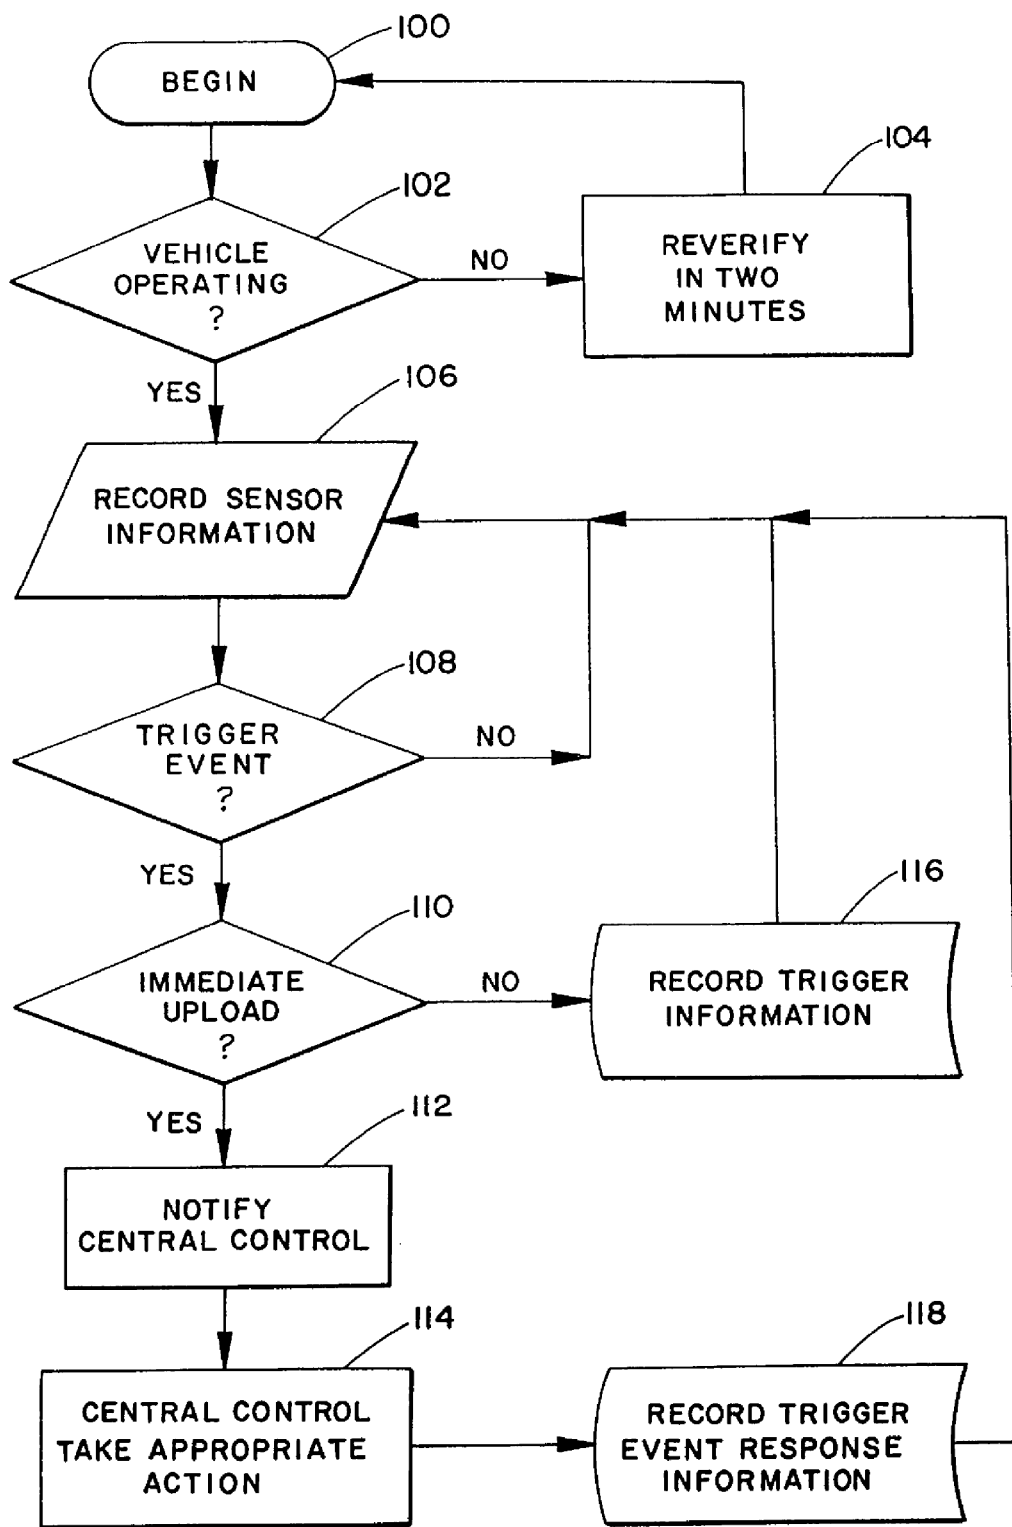 100
BEGIN
104
102
VEHICLE
OPERATING
?
NO
REVERIFY
IN TWO
MINUTES
YES
106
RECORD SENSOR
INFORMATION
108
TRIGGER
EVENT
?
NO
YES
110
116
IMMEDIATE
UPLOAD
?
NO
RECORD TRIGGER
INFORMATION
YES
112
NOTIFY
CENTRAL CONTROL
114
118
CENTRAL CONTROL
TAKE APPROPRIATE
ACTION
RECORD TRIGGER
EVENT RESPONSE
INFORMATION